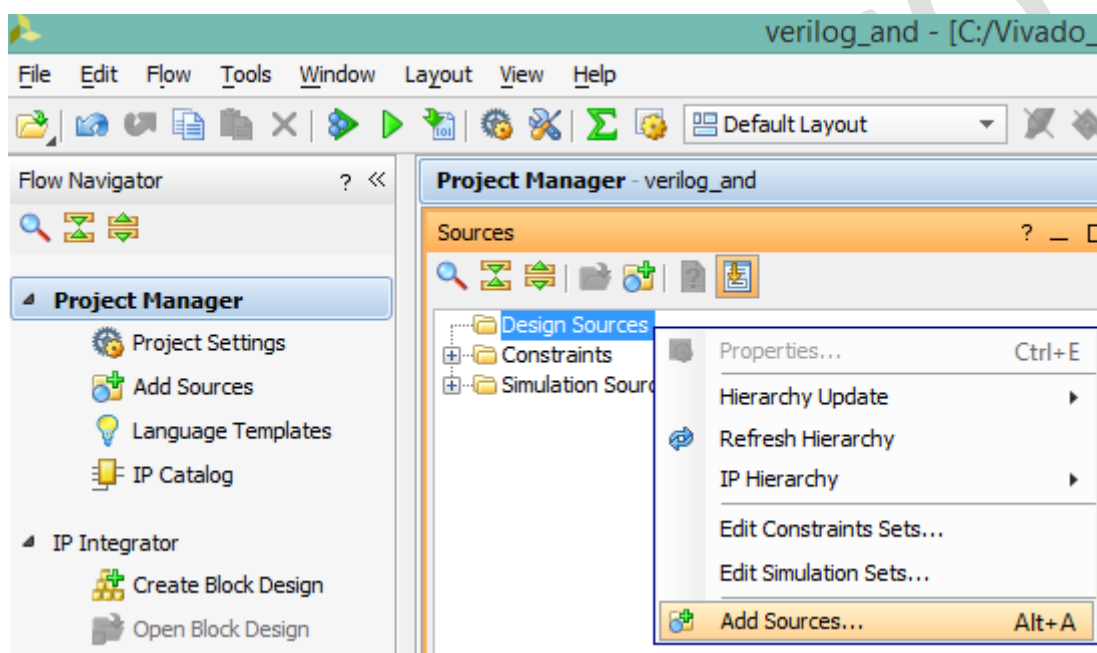 verilog_and - [C:/Vivado_
File Edit Flow Tools Window Layout View Help
Default Layout
Flow Navigator ? «
Project Manager - verilog_and
Sources ?
Project Manager
Project Settings
Add Sources
Language Templates
IP Catalog
IP Integrator
Create Block Design
Open Block Design
Design Sources
Constraints
Simulation Sourc
Properties... Ctrl+E
Hierarchy Update
Refresh Hierarchy
IP Hierarchy
Edit Constraints Sets...
Edit Simulation Sets...
Add Sources... Alt+A